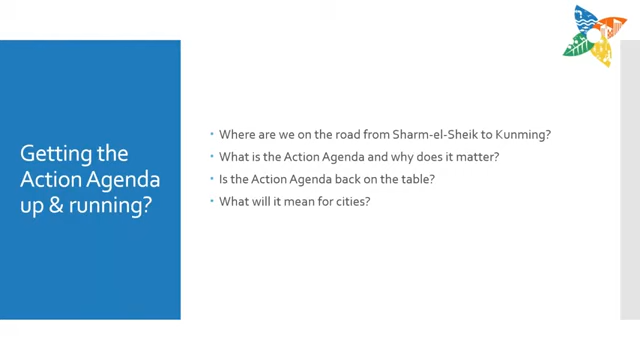 Getting the
Action Agenda
up & running?
• Where are we on the road from Sharm-el-Sheik to Kunming?
• What is the Action Agenda and why does it matter?
• Is the Action Agenda back on the table?
• What will it mean for cities?